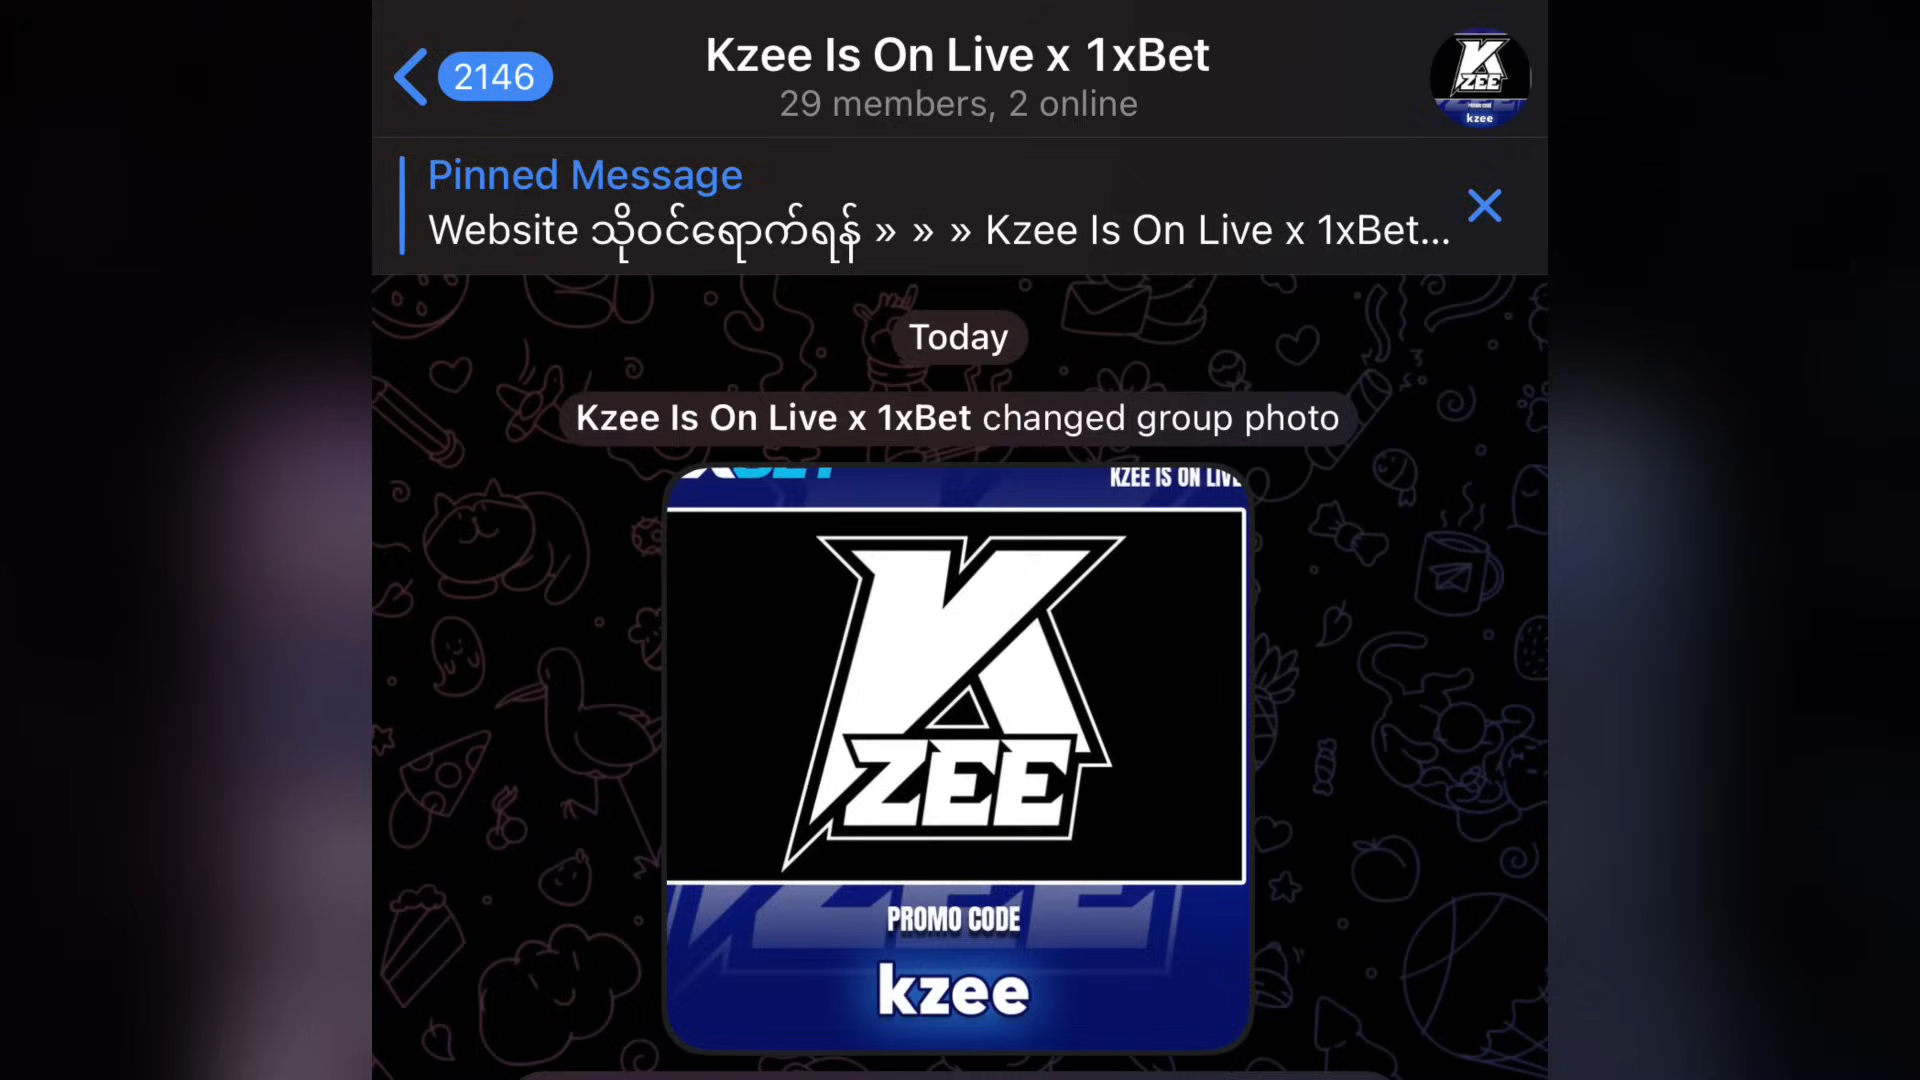 2146
Kzee Is On Live x 1xBet
29 members, 2 online
K
ZEE
kzee
Pinned Message
Website သို့ဝင်ရောက်ရန် » » » Kzee Is On Live x 1xBet...
Today
Kzee Is On Live x 1xBet changed group photo
KZEE IS ON LIVE
K
ZEE
PROMO CODE
kzee